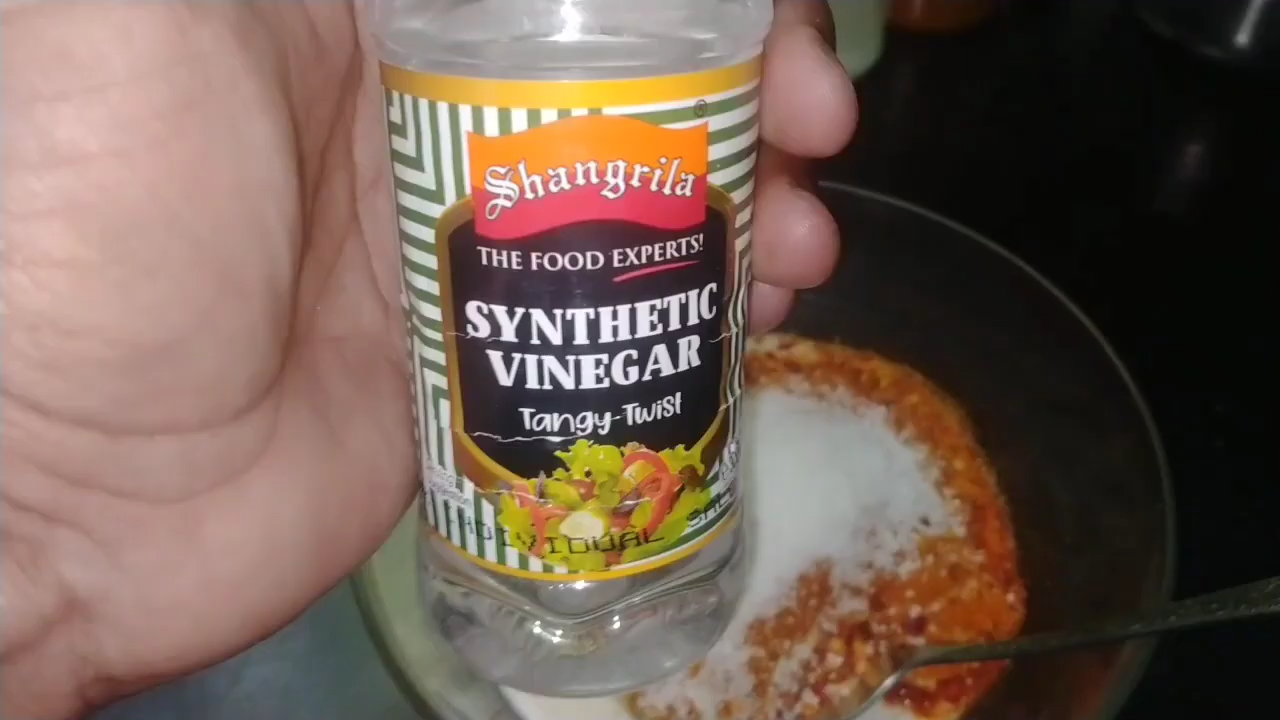 ®
Shangrila
THE FOOD EXPERTS!
SYNTHETIC
VINEGAR
Tangy-Twist